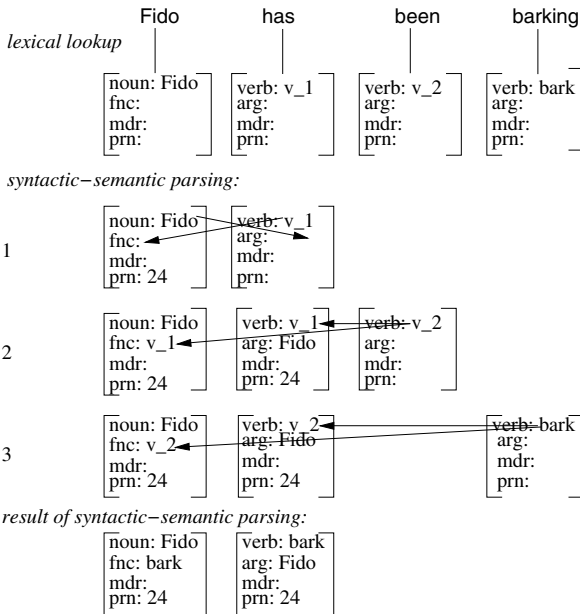 Fido has been barking
lexical lookup
noun: Fido verb: v_1 verb: v_2 verb: bark
fnc: arg: arg: arg:
mdr: mdr: mdr: mdr:
prn: prn: prn: prn:
syntactic−semantic parsing:
noun: Fido verb: v_1
1 fnc: arg:
mdr: mdr:
prn: 24 prn:
noun: Fido verb: v_1 verb: v_2
2 fnc: v_1 arg: Fido arg:
mdr: mdr: mdr:
prn: 24 prn: 24 prn:
noun: Fido verb: v_2 verb: bark
3 fnc: v_2 arg: Fido arg:
mdr: mdr: mdr:
prn: 24 prn: 24 prn:
result of syntactic−semantic parsing:
noun: Fido verb: bark
fnc: bark arg: Fido
mdr: mdr:
prn: 24 prn: 24